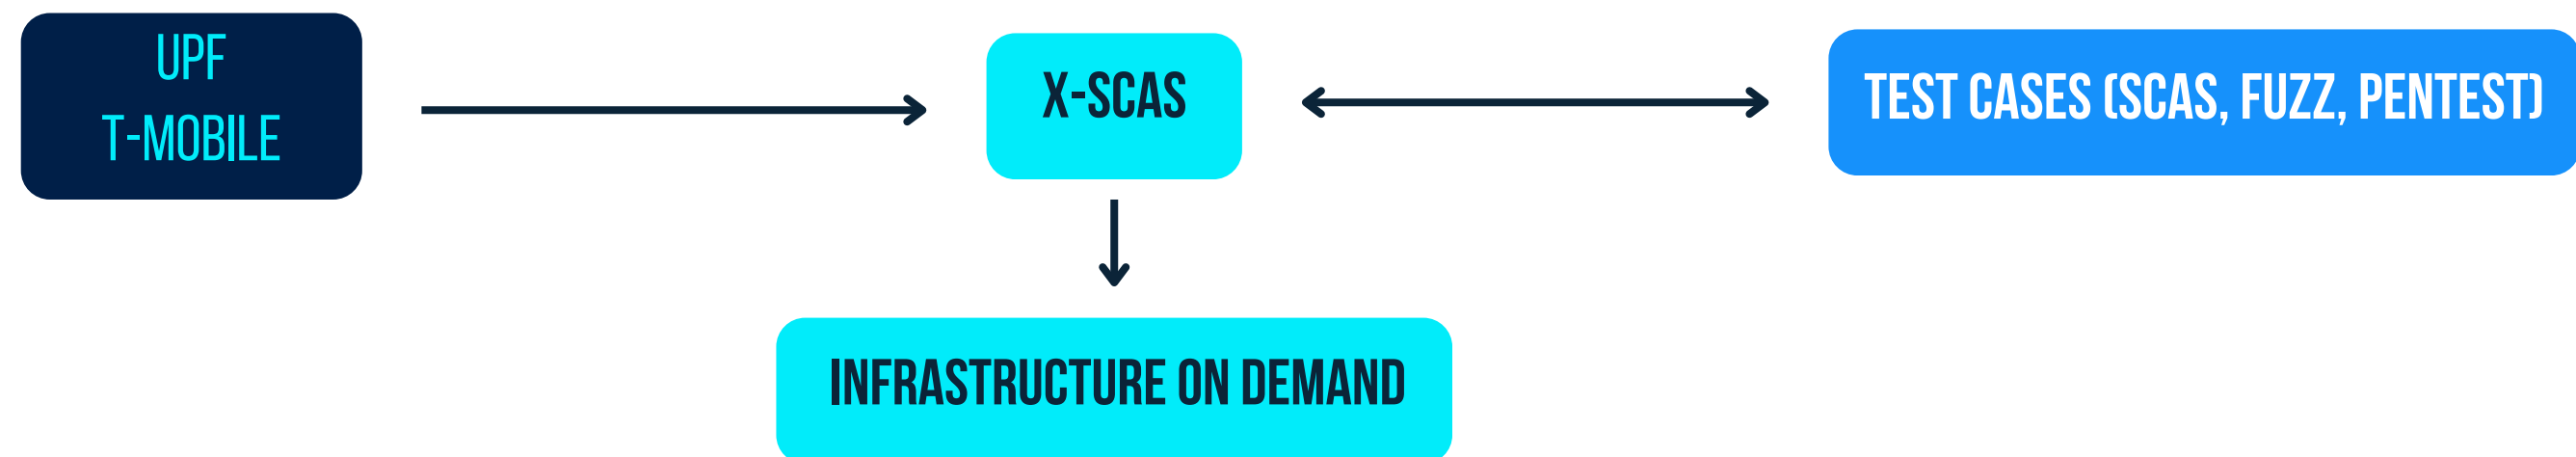 UPF
T-MOBILE
X-SCAS
TEST CASES (SCAS, FUZZ, PENTEST)
INFRASTRUCTURE ON DEMAND